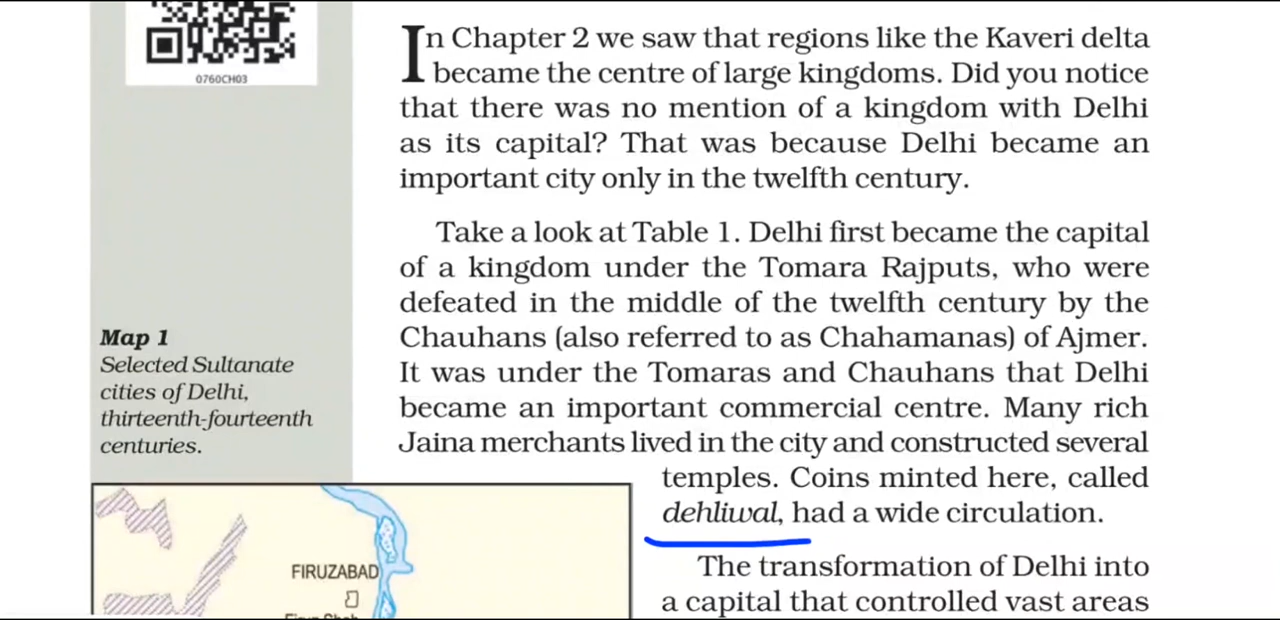 0760CH03
In Chapter 2 we saw that regions like the Kaveri delta
became the centre of large kingdoms. Did you notice
that there was no mention of a kingdom with Delhi
as its capital? That was because Delhi became an
important city only in the twelfth century.
Take a look at Table 1. Delhi first became the capital
of a kingdom under the Tomara Rajputs, who were
defeated in the middle of the twelfth century by the
Chauhans (also referred to as Chahamanas) of Ajmer.
It was under the Tomaras and Chauhans that Delhi
became an important commercial centre. Many rich
Jaina merchants lived in the city and constructed several
temples. Coins minted here, called
dehliwal, had a wide circulation.
The transformation of Delhi into
a capital that controlled vast areas
Map 1
Selected Sultanate
cities of Delhi,
thirteenth-fourteenth
centuries.
FIRUZABAD